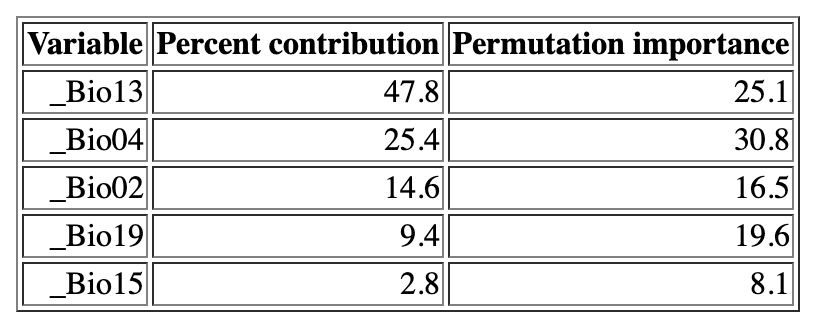 Variable Percent contribution Permutation importance
_Bio13 47.8 25.1
_Bio04 25.4 30.8
_Bio02 14.6 16.5
_Bio19 9.4 19.6
_Bio15 2.8 8.1